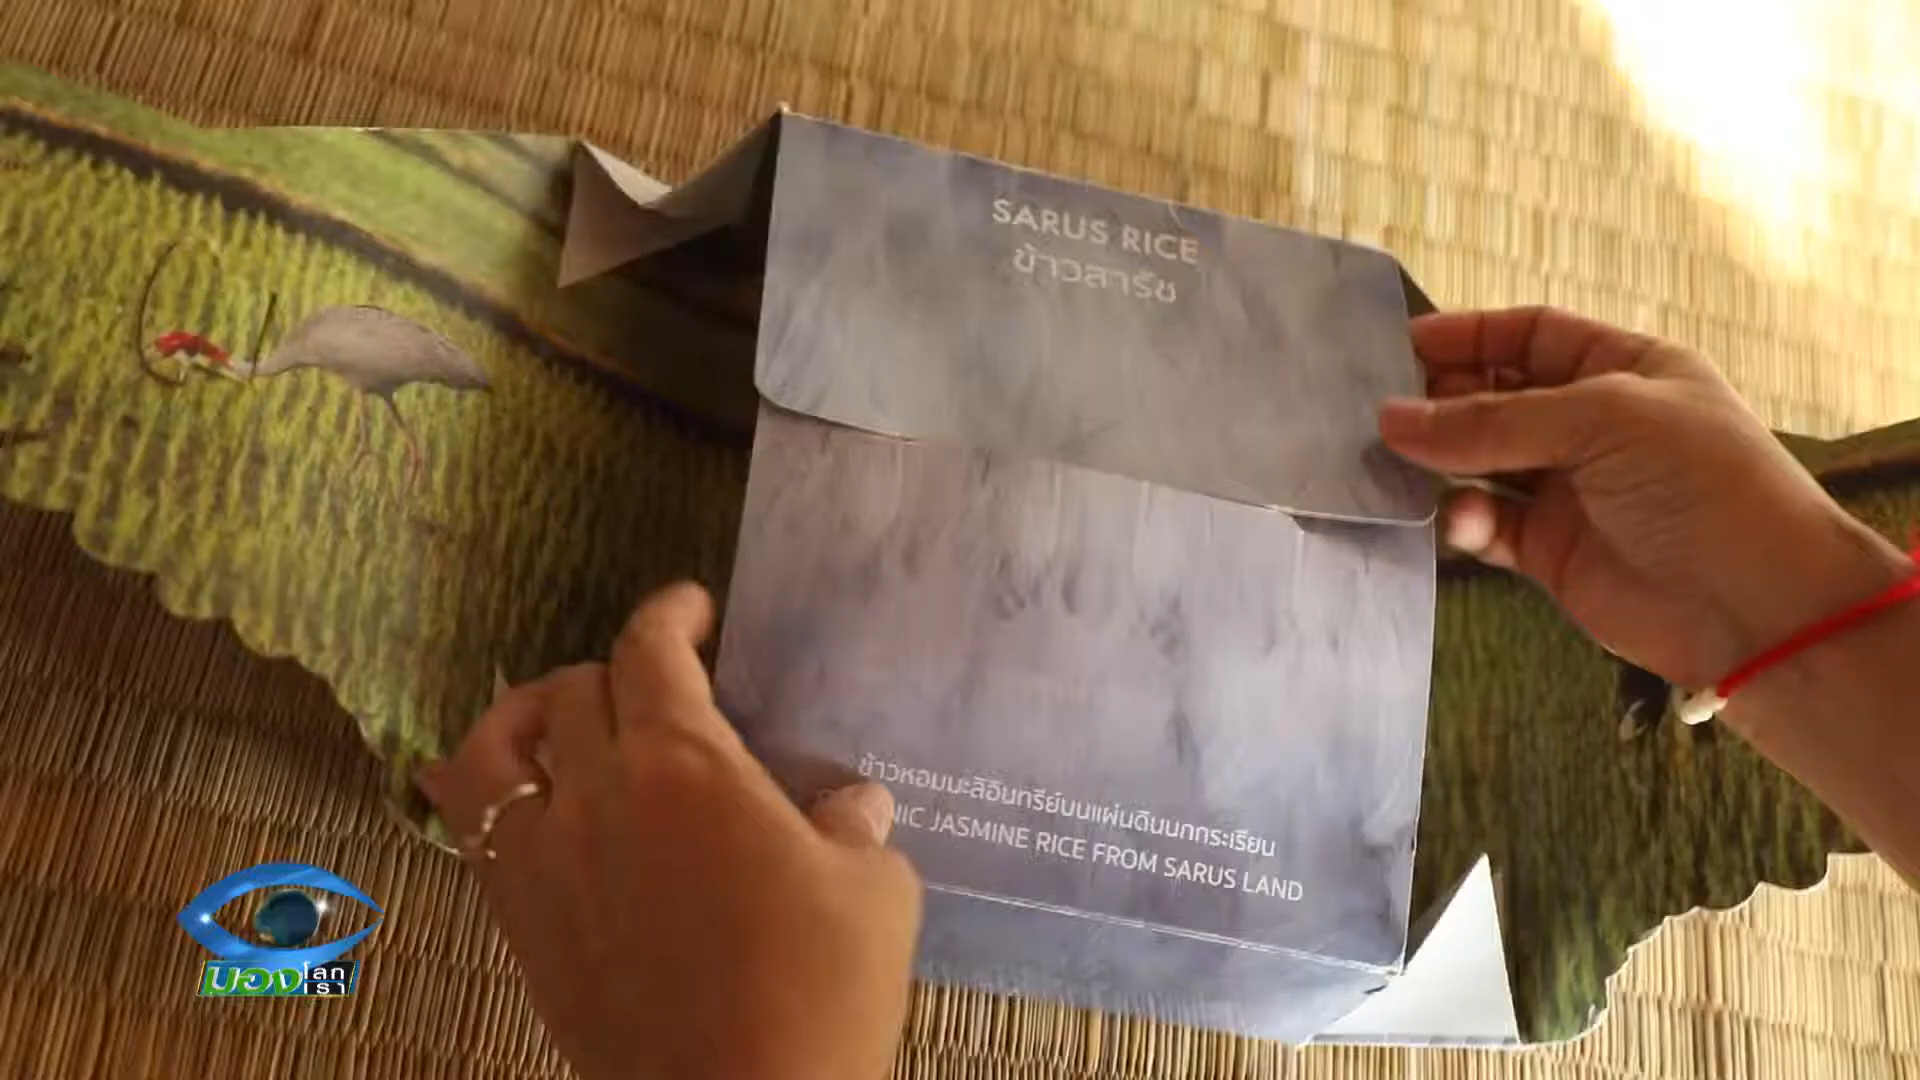 SARUS RICE
ข้าวสารัช
ข้าวหอมมะลิอินทรีย์บนแผ่นดินนกกระเรียน
NIC JASMINE RICE FROM SARUS LAND
มองโลก
เรา